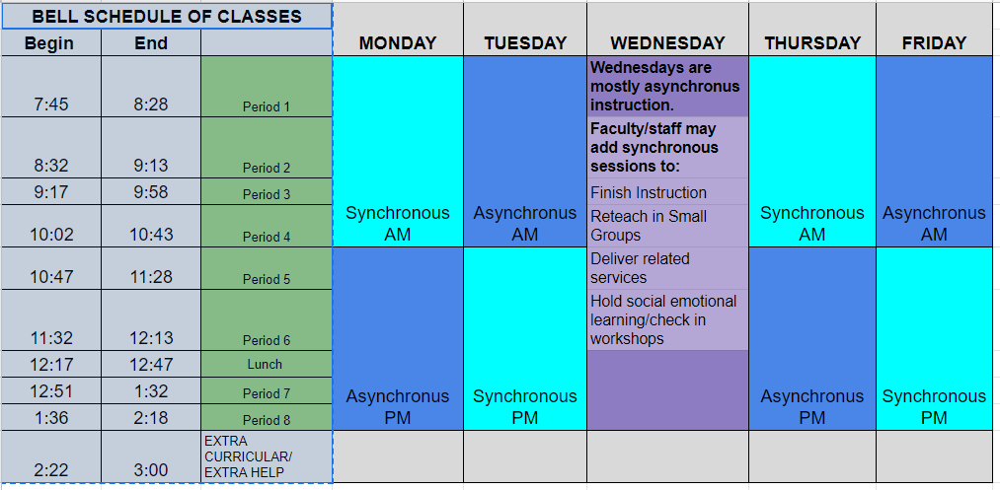 BELL SCHEDULE OF CLASSES
Begin End MONDAY TUESDAY WEDNESDAY THURSDAY FRIDAY
7:45 8:28 Period 1
8:32 9:13 Period 2
9:17 9:58 Period 3
10:02 10:43 Period 4
10:47 11:28 Period 5
11:32 12:13 Period 6
12:17 12:47 Lunch
12:51 1:32 Period 7
1:36 2:18 Period 8
2:22 3:00 EXTRA
CURRICULAR/
EXTRA HELP
Synchronous
AM
Asynchronus
PM
Asynchronus
AM
Synchronous
PM
Wednesdays are
mostly asynchronus
instruction.
Faculty/staff may
add synchronous
sessions to:
Finish Instruction
Reteach in Small
Groups
Deliver related
services
Hold social emotional
learning/check in
workshops
Synchronous
AM
Asynchronus
PM
Asynchronus
AM
Synchronous
PM